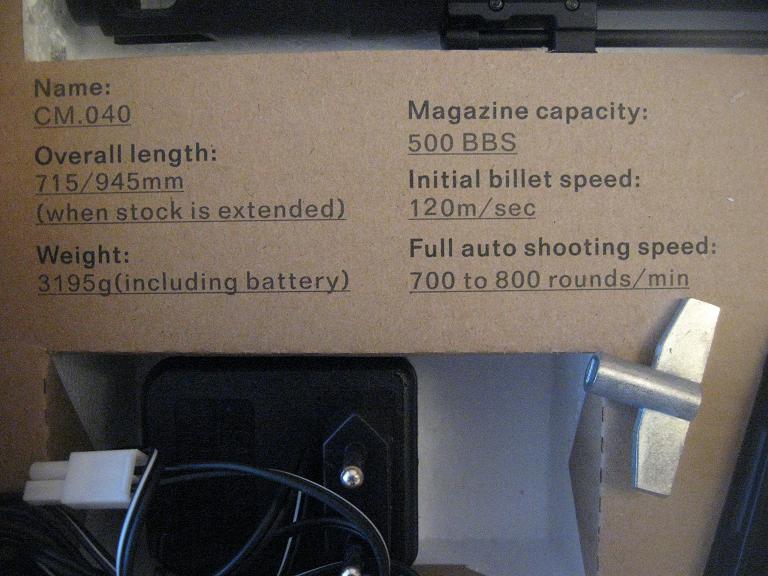 Name:
CM.040
Overall length:
715/945mm
(when stock is extended)
Weight:
3195g(including battery)
Magazine capacity:
500 BBS
Initial billet speed:
120m/sec
Full auto shooting speed:
700 to 800 rounds/min